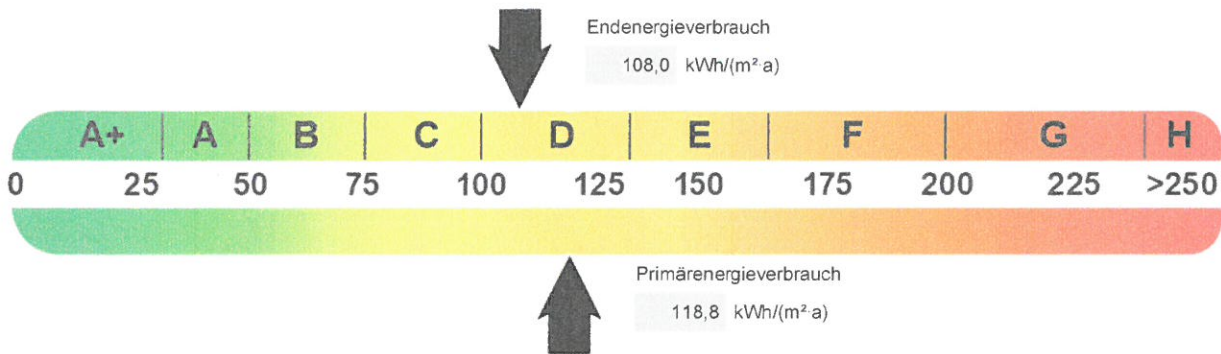 Endenergieverbrauch
108,0 kWh/(m²·a)
A+ A B C D E F G H
0 25 50 75 100 125 150 175 200 225 >250
Primärenergieverbrauch
118,8 kWh/(m²·a)